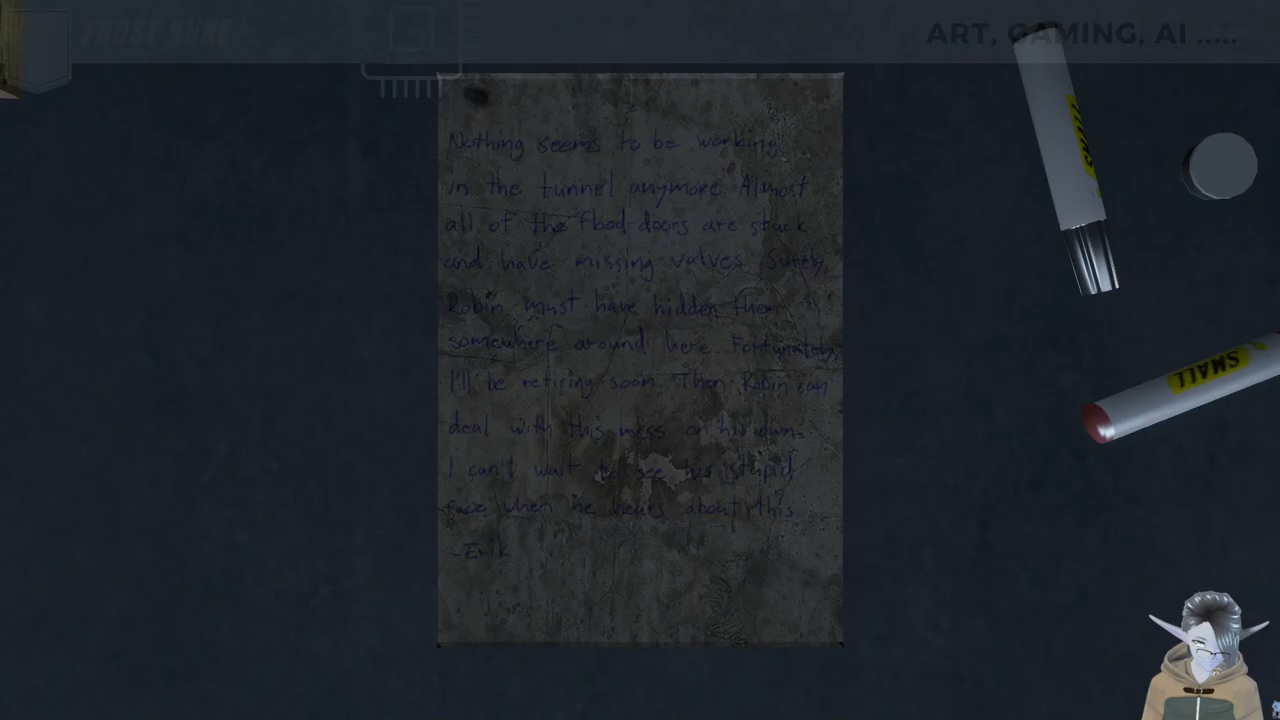 FROST RUNE
ART, GAMING, AI .....
Nothing seems to be working
in the tunnel anymore Almost
all of the flood doors are stuck
and have missing valves Surely,
Robin must have hidden them
somewhere around here. Fortunately,
I'll be retiring soon. Then Robin can
deal with this mess on his own.
I can't wait to see his stupid
face when he hears about this
-Erik
SMALL
SMALL